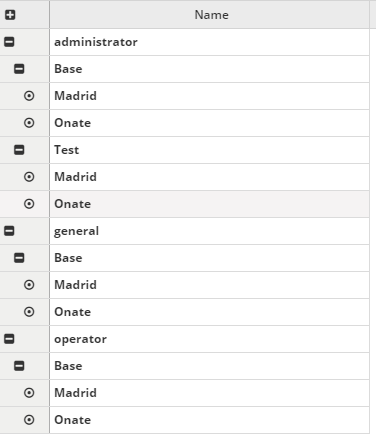 Name
administrator
Base
Madrid
Onate
Test
Madrid
Onate
general
Base
Madrid
Onate
operator
Base
Madrid
Onate